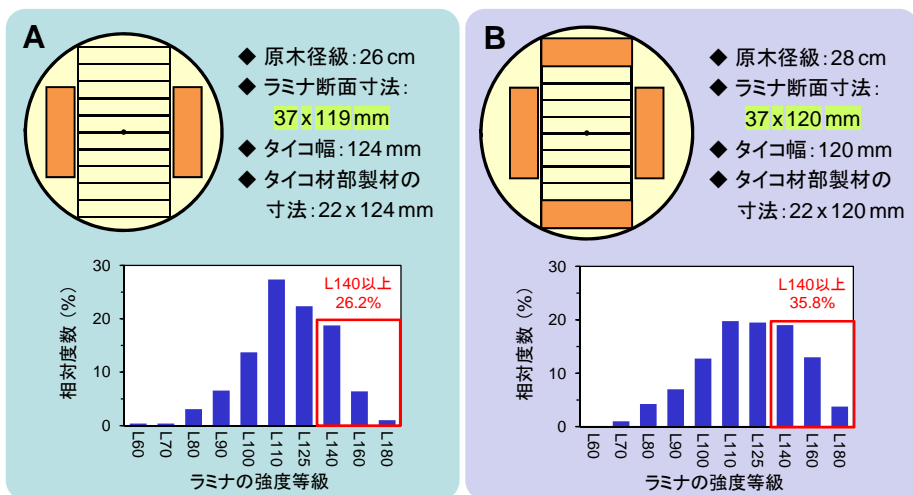 A
◆ 原木径級：26 cm
◆ ラミナ断面寸法：
37 x 119 mm
◆ タイコ幅：124 mm
◆ タイコ材部製材の
寸法：22 x 124 mm
30
20
10
0
相対度数 (%)
L140以上
26.2%
L60
L70
L80
L90
L100
L110
L125
L140
L160
L180
ラミナの強度等級
B
◆ 原木径級：28 cm
◆ ラミナ断面寸法：
37 x 120 mm
◆ タイコ幅：120 mm
◆ タイコ材部製材の
寸法：22 x 120 mm
30
20
10
0
相対度数 (%)
L140以上
35.8%
L60
L70
L80
L90
L100
L110
L125
L140
L160
L180
ラミナの強度等級